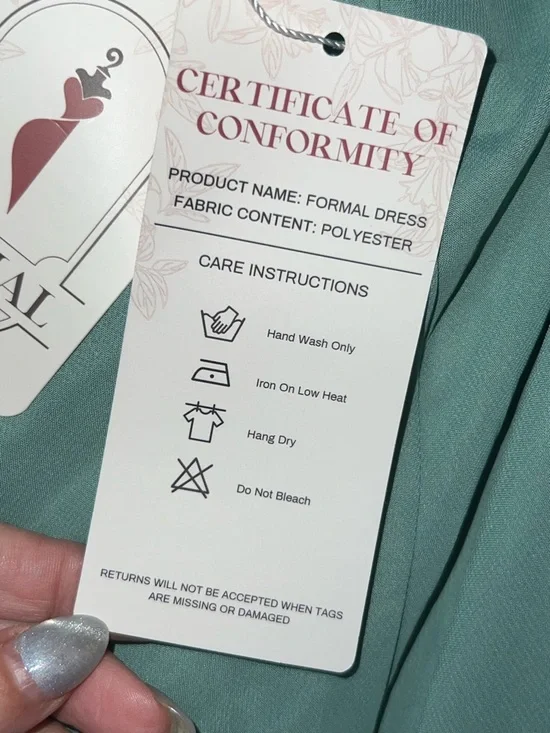 CERTIFICATE OF
CONFORMITY
PRODUCT NAME: FORMAL DRESS
FABRIC CONTENT: POLYESTER
CARE INSTRUCTIONS
Hand Wash Only
Iron On Low Heat
Hang Dry
Do Not Bleach
RETURNS WILL NOT BE ACCEPTED WHEN TAGS
ARE MISSING OR DAMAGED